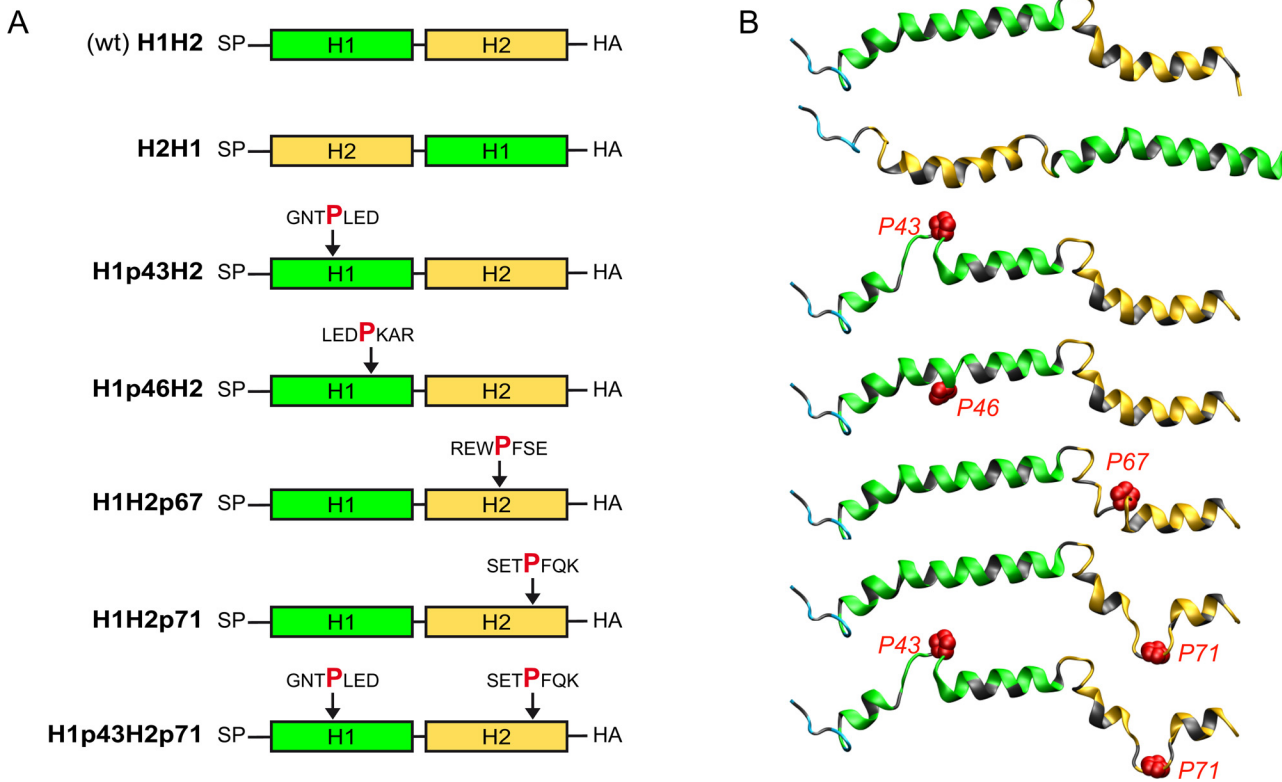 A
B
(wt) H1H2 SP H1 H2 HA
H2H1 SP H2 H1 HA
GNTPLED
H1p43H2 SP H1 H2 HA
P43
LEDPKAR
H1p46H2 SP H1 H2 HA
P46
REWPFSE
H1H2p67 SP H1 H2 HA
P67
SETPFQK
H1H2p71 SP H1 H2 HA
P71
GNTPLED SETPFQK
H1p43H2p71 SP H1 H2 HA
P43
P71